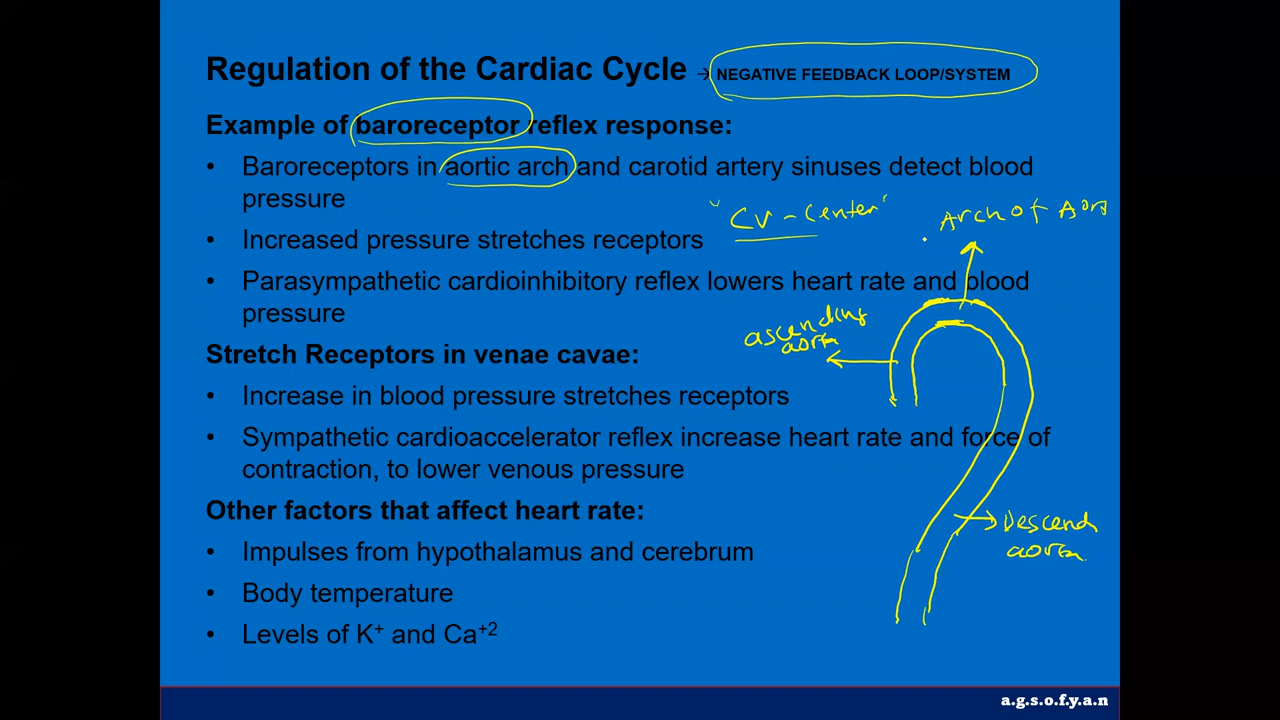 Regulation of the Cardiac Cycle → NEGATIVE FEEDBACK LOOP/SYSTEM
Example of baroreceptor reflex response:
• Baroreceptors in aortic arch and carotid artery sinuses detect blood
pressure
"CV - Center"
Arch of Aor
• Increased pressure stretches receptors
• Parasympathetic cardioinhibitory reflex lowers heart rate and blood
pressure
ascending
aorta
Stretch Receptors in venae cavae:
• Increase in blood pressure stretches receptors
• Sympathetic cardioaccelerator reflex increase heart rate and force of
contraction, to lower venous pressure
Other factors that affect heart rate:
Descend
aorta
• Impulses from hypothalamus and cerebrum
• Body temperature
• Levels of K⁺ and Ca⁺²
a.g.s.o.f.y.a.n